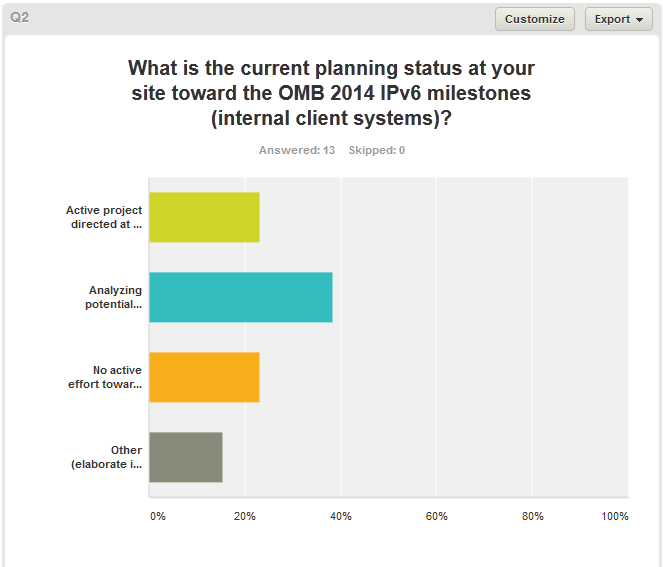 Q2
Customize
Export
What is the current planning status at your
site toward the OMB 2014 IPv6 milestones
(internal client systems)?
Answered: 13 Skipped: 0
Active project
directed at ...
Analyzing
potential...
No active
effort towar...
Other
(elaborate i...
0% 20% 40% 60% 80% 100%